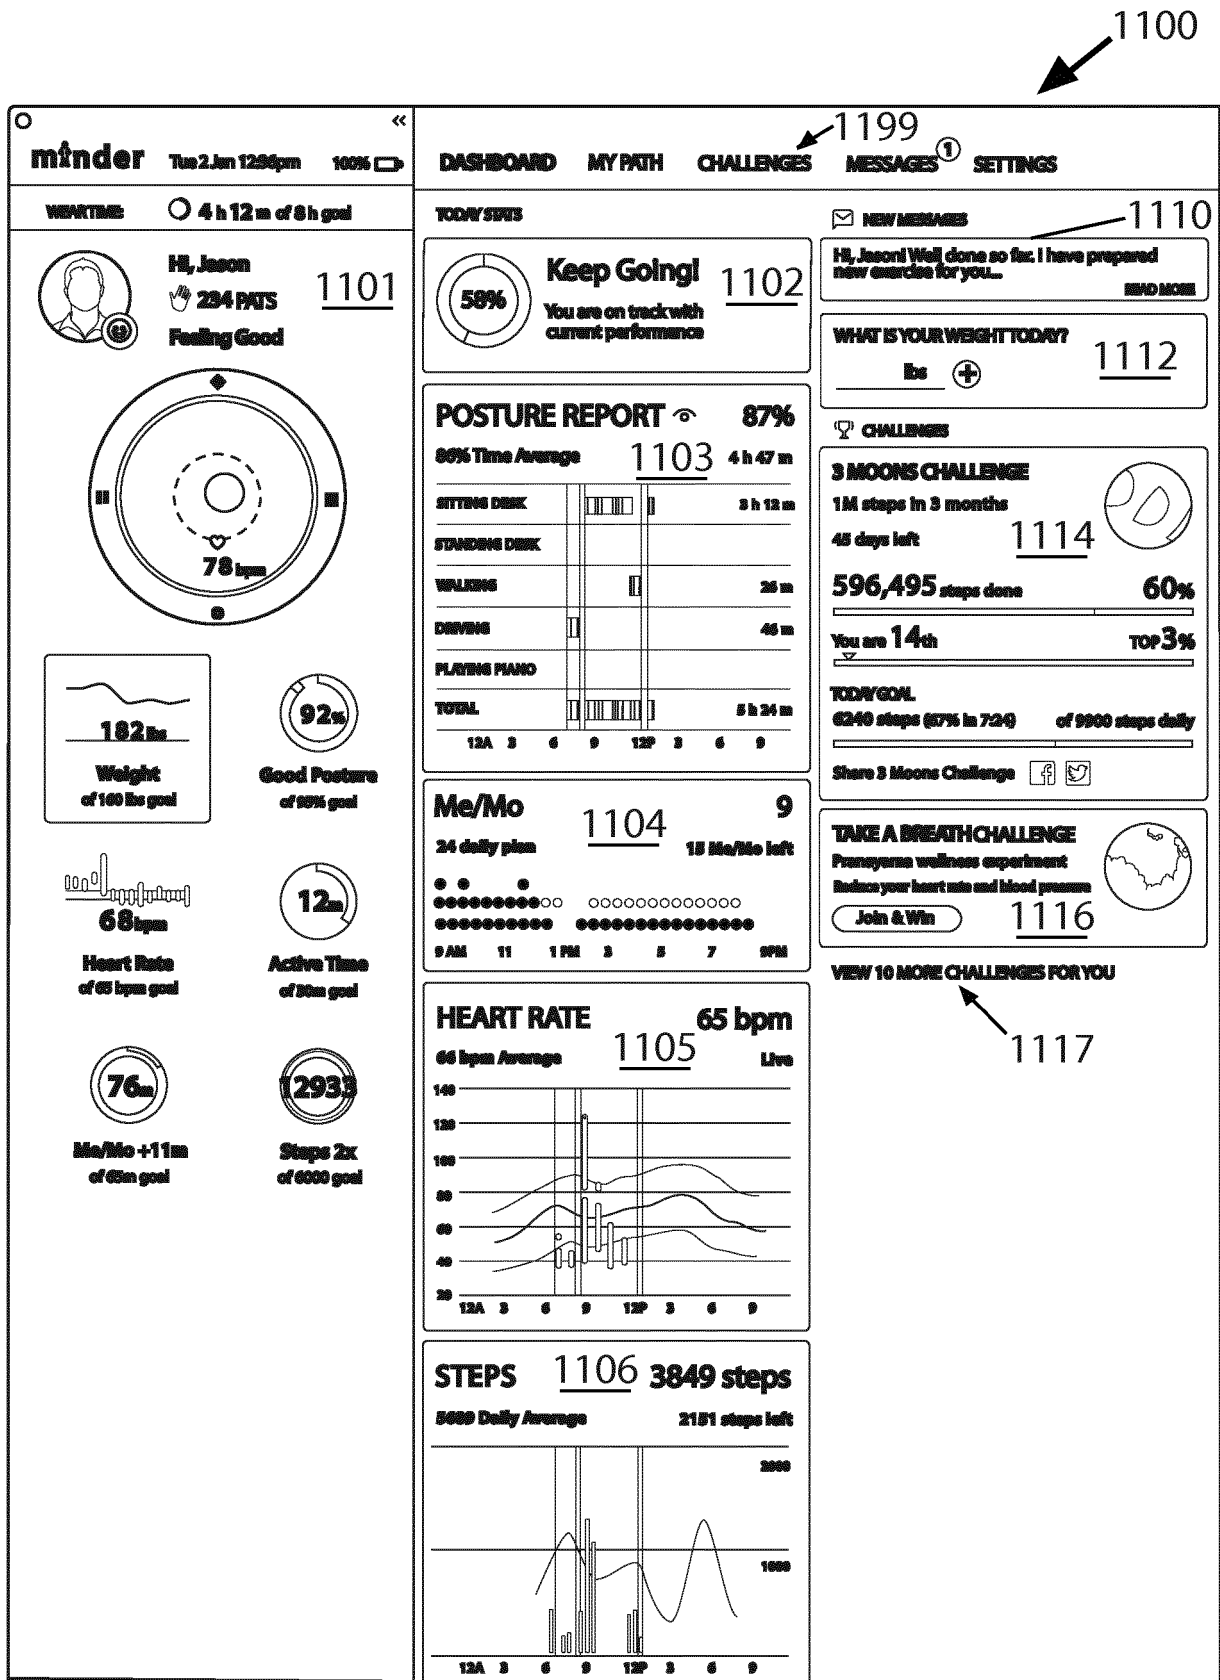 1100
«
minder Tue 2 Jan 12:36pm 100%
WEAR TIME: 4 h 12 m of 8 h goal
Hi, Jason
234 PATS
Feeling Good
1101
78 bpm
182 lbs
Weight
of 160 lbs goal
92%
Good Posture
of 95% goal
68 bpm
Heart Rate
of 65 bpm goal
12m
Active Time
of 30m goal
76m
Me/Mo +11m
of 65m goal
12933
Steps 2x
of 6000 goal
1199
DASHBOARD MY PATH CHALLENGES MESSAGES 1 SETTINGS
TODAY STATS
58%
Keep Going!
1102
You are on track with
current performance
POSTURE REPORT 87%
86% Time Average 1103 4 h 47 m
SITTING DESK 3 h 12 m
STANDING DESK
WALKING 26 m
DRIVING 46 m
PLAYING PIANO
TOTAL 5 h 24 m
12A 3 6 9 12P 3 6 9
Me/Mo 1104 9
24 daily plan 15 Me/Mo left
9 AM 11 1 PM 3 5 7 9PM
HEART RATE 65 bpm
66 bpm Average 1105 Live
140
120
100
80
60
40
20
12A 3 6 9 12P 3 6 9
STEPS 1106 3849 steps
5689 Daily Average 2151 steps left
2000
1000
12A 3 6 9 12P 3 6 9
NEW MESSAGES
1110
Hi, Jason! Well done so far. I have prepared
new exercise for you...
READ MORE
WHAT IS YOUR WEIGHT TODAY?
lbs
1112
CHALLENGES
3 MOONS CHALLENGE
1M steps in 3 months
45 days left 1114
596,495 steps done 60%
You are 14th TOP 3%
TODAY GOAL
6240 steps (67% in 7:24) of 9900 steps daily
Share 3 Moons Challenge
TAKE A BREATH CHALLENGE
Pranayama wellness experiment
Reduce your heart rate and blood pressure
Join & Win 1116
VIEW 10 MORE CHALLENGES FOR YOU
1117